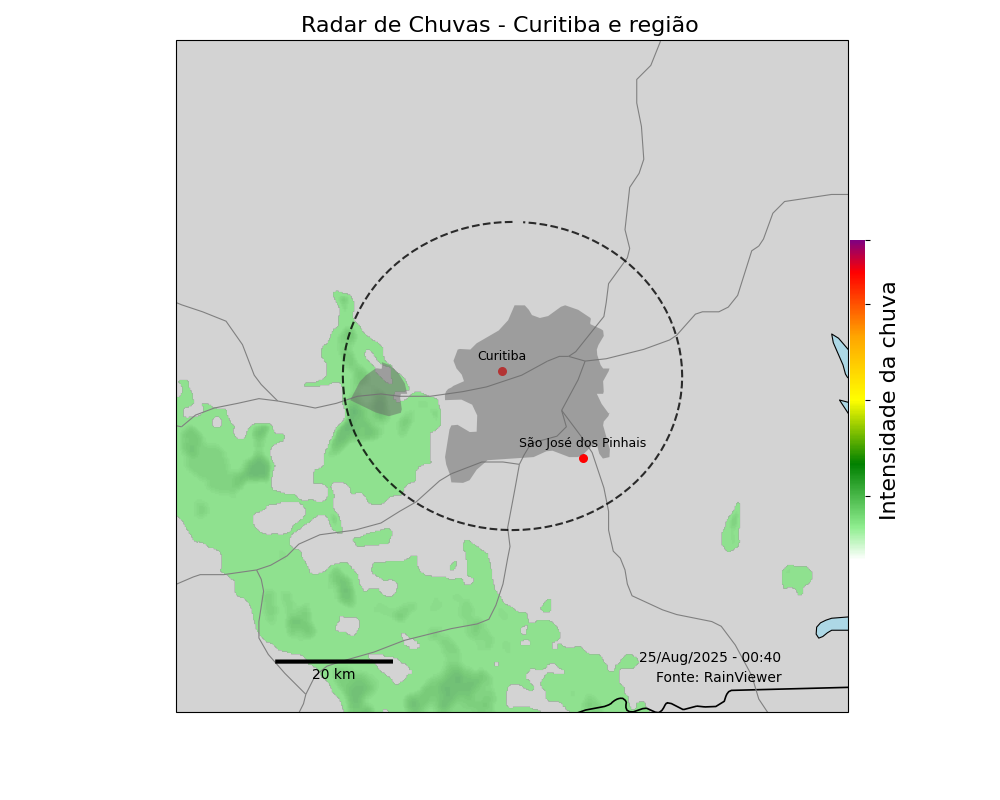 Radar de Chuvas - Curitiba e região
Curitiba
São José dos Pinhais
Intensidade da chuva
25/Aug/2025 - 00:40
Fonte: RainViewer
20 km